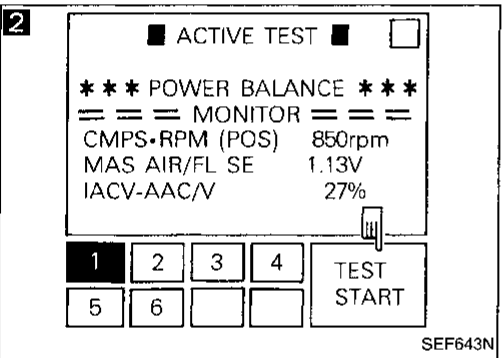 2
■ ACTIVE TEST ■
* * * POWER BALANCE * * *
= = = MONITOR = = =
CMPS•RPM (POS) 850rpm
MAS AIR/FL SE 1.13V
IACV-AAC/V 27%
1 2 3 4 TEST START
5 6
SEF643N